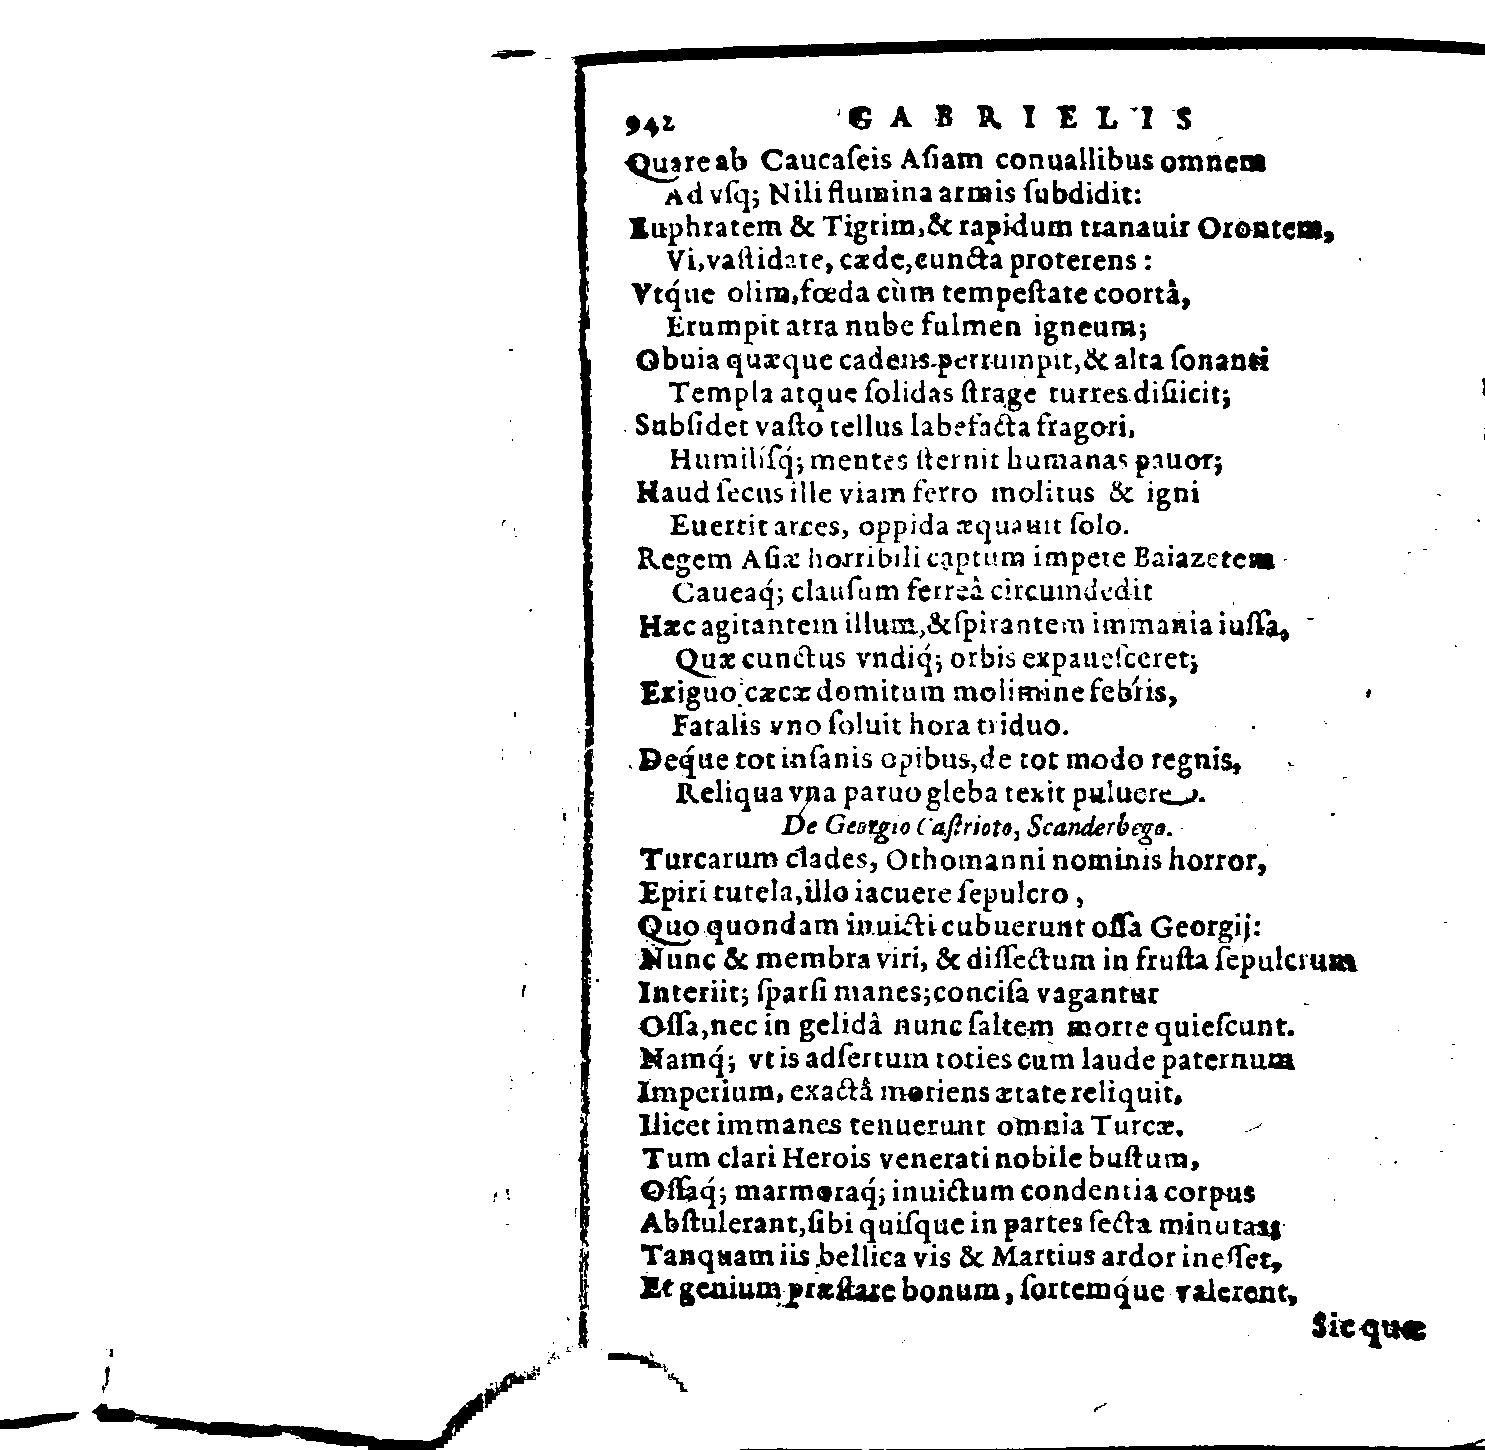 942 GABRIELIS
Quare ab Caucaſeis Aſiam conuallibus omnem
Ad vſq; Nili flumina armis ſubdidit:
Euphratem & Tigrim, & rapidum tranauit Orontem,
Vi, vaſtidate, cæde, cuncta proterens:
Vtq́ue olim, fœda cùm tempeſtate coortâ,
Erumpit atra nube fulmen igneum;
Obuia quæque cadens perrumpit, & alta ſonanti
Templa atque ſolidas ſtrage turres diſiicit;
Subſidet vaſto tellus labefacta fragori,
Humiliſq́; mentes ſternit humanas pauor;
Haud ſecus ille viam ferro molitus & igni
Euertit arces, oppida æquauit ſolo.
Regem Aſiæ horribili captum impete Baiazetem
Caueaq́; clauſum ferreâ circumdedit
Hæc agitantem illum, & ſpirantem immania iuſſa,
Quæ cunctus vndiq́; orbis expaueſceret;
Exiguo cæcæ domitum molimine febris,
Fatalis vno ſoluit hora triduo.
Deq́ue tot inſanis opibus, de tot modo regnis,
Reliqua vna paruo gleba texit puluere.
De Georgio Caſtrioto, Scanderbego.
Turcarum clades, Othomanni nominis horror,
Epiri tutela, illo iacuere ſepulcro,
Quo quondam inuicti cubuerunt oſſa Georgij:
Nunc & membra viri, & diſſectum in fruſta ſepulcrum
Interiit; ſparſi manes; conciſa vagantur
Oſſa, nec in gelidâ nunc ſaltem morte quieſcunt.
Namq́; vt is adſertum toties cum laude paternum
Imperium, exactâ moriens ætate reliquit,
Ilicet immanes tenuerunt omnia Turcæ.
Tum clari Herois venerati nobile buſtum,
Oſſaq́; marmoraq́; inuictum condentia corpus
Abſtulerant, ſibi quiſque in partes ſecta minutas;
Tanquam iis bellica vis & Martius ardor ineſſet,
Et genium præſtare bonum, ſortemq́ue valerent,
Sic quæ